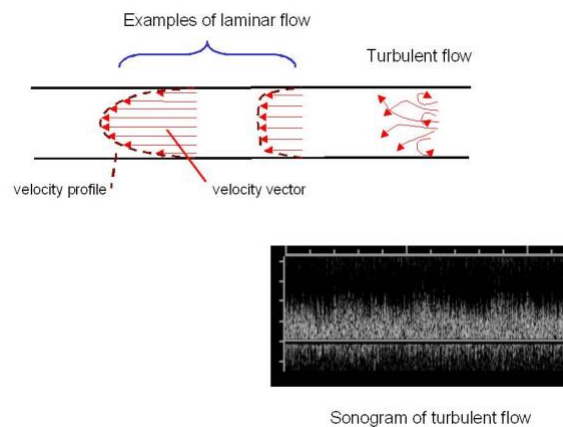 Examples of laminar flow
Turbulent flow
velocity profile
velocity vector
Sonogram of turbulent flow